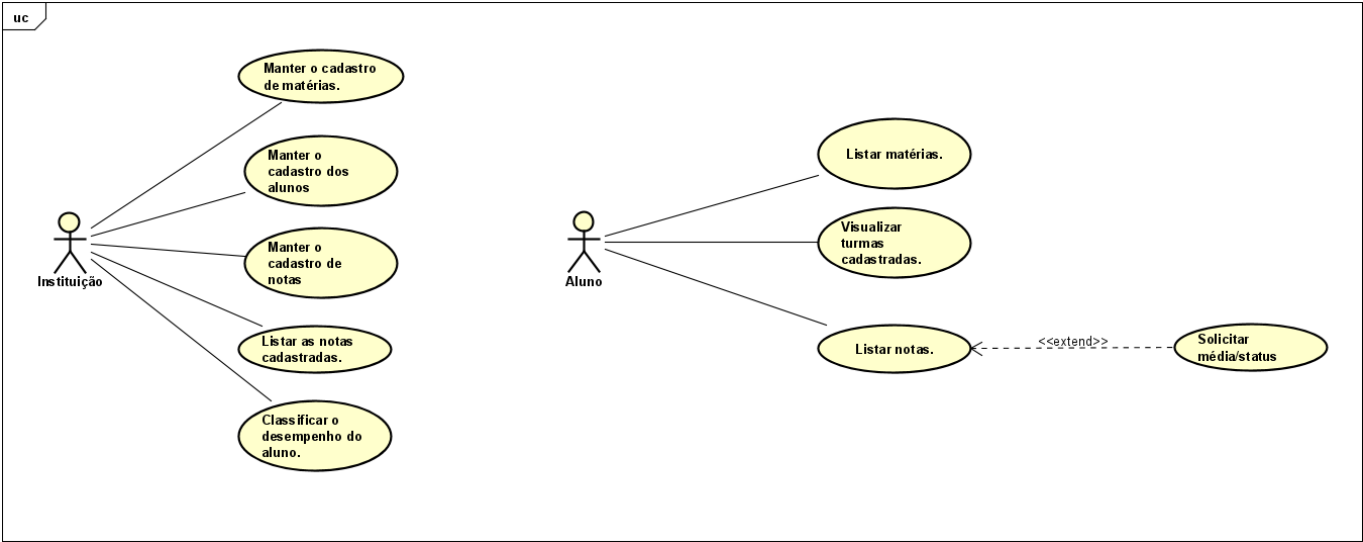 uc
Manter o cadastro
de matérias.
Manter o
cadastro dos
alunos
Manter o
cadastro de
notas
Instituição
Listar as notas
cadastradas.
Classificar o
desempenho do
aluno.
Listar matérias.
Visualizar
turmas
cadastradas.
Aluno
Listar notas.
<<extend>>
Solicitar
média/status